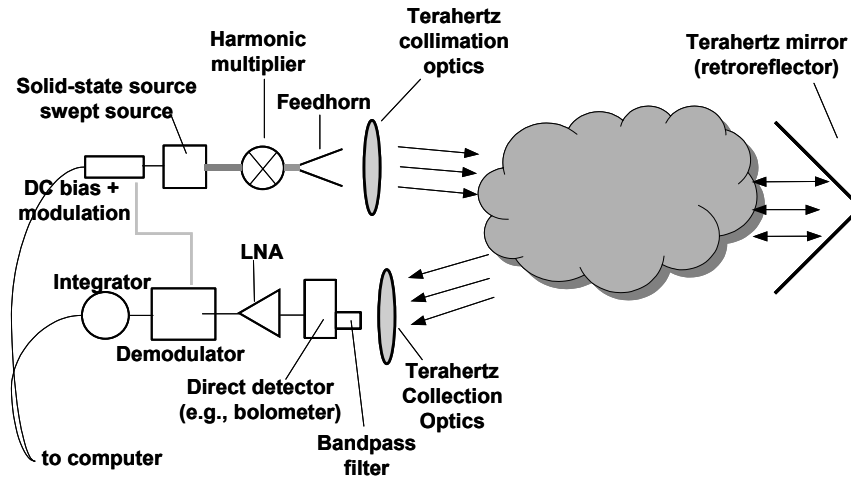 Harmonic
multiplier
Terahertz
collimation
optics
Terahertz mirror
(retroreflector)
Solid-state source
swept source
Feedhorn
DC bias +
modulation
LNA
Integrator
Demodulator
Direct detector
(e.g., bolometer)
Terahertz
Collection
Optics
Bandpass
filter
to computer